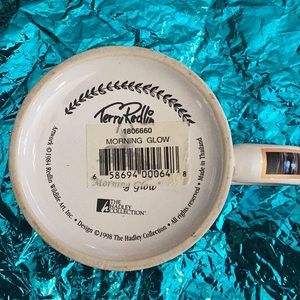 Terry Redlin
1806660
MORNING GLOW
6 58694 00064 8
Morning Glow
THE
HADLEY
COLLECTION
Artwork © 1984 Redlin Wildlife Art, Inc. • Design © 1998 The Hadley Collection • All rights reserved • Made in Thailand